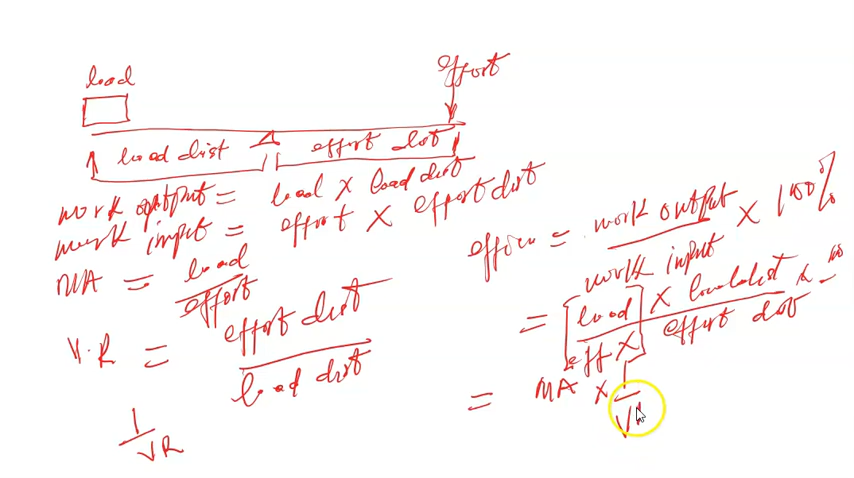 load
effort
load dist effort dist
work output = load x load dist
work input = effort x effort dist
MA = load / effort
V.R = effort dist / load dist
1 / VR
= work output / work input x 100%
= load x load dist / eff x effort dist x 100
= MA x 1 / V